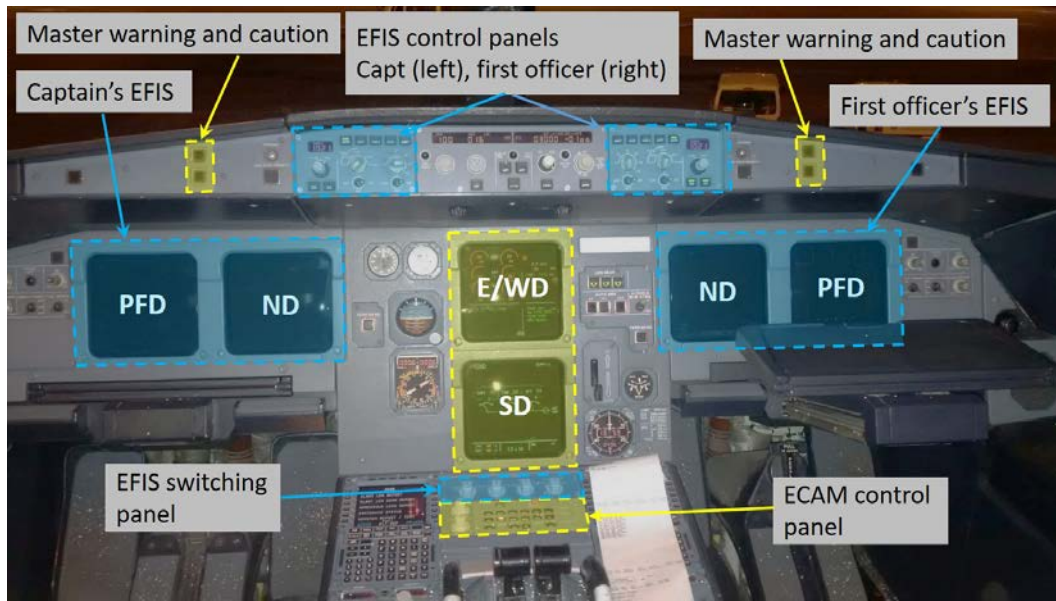 Master warning and caution
EFIS control panels
Capt (left), first officer (right)
Master warning and caution
Captain's EFIS
First officer's EFIS
PFD
ND
E/WD
ND
PFD
SD
EFIS switching
panel
ECAM control
panel